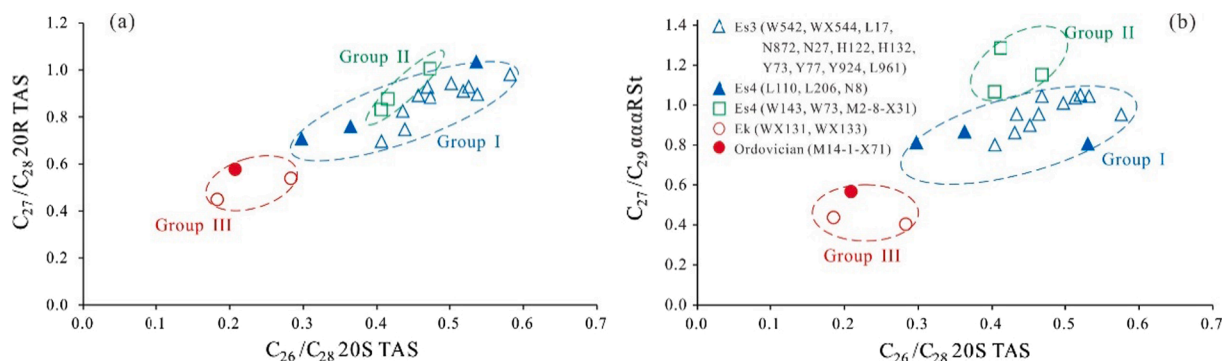 (a)
C27/C28 20R TAS
1.2
1.0
0.8
0.6
0.4
0.2
0.0
Group II
Group I
Group III
0.0 0.1 0.2 0.3 0.4 0.5 0.6 0.7
C26/C28 20S TAS
(b)
C27/C29 αααR St
1.4
1.2
1.0
0.8
0.6
0.4
0.2
0.0
Es3 (W542, WX544, L17,
N872, N27, H122, H132,
Y73, Y77, Y924, L961)
Es4 (L110, L206, N8)
Es4 (W143, W73, M2-8-X31)
Ek (WX131, WX133)
Ordovician (M14-1-X71)
Group II
Group I
Group III
0.0 0.1 0.2 0.3 0.4 0.5 0.6 0.7
C26/C28 20S TAS